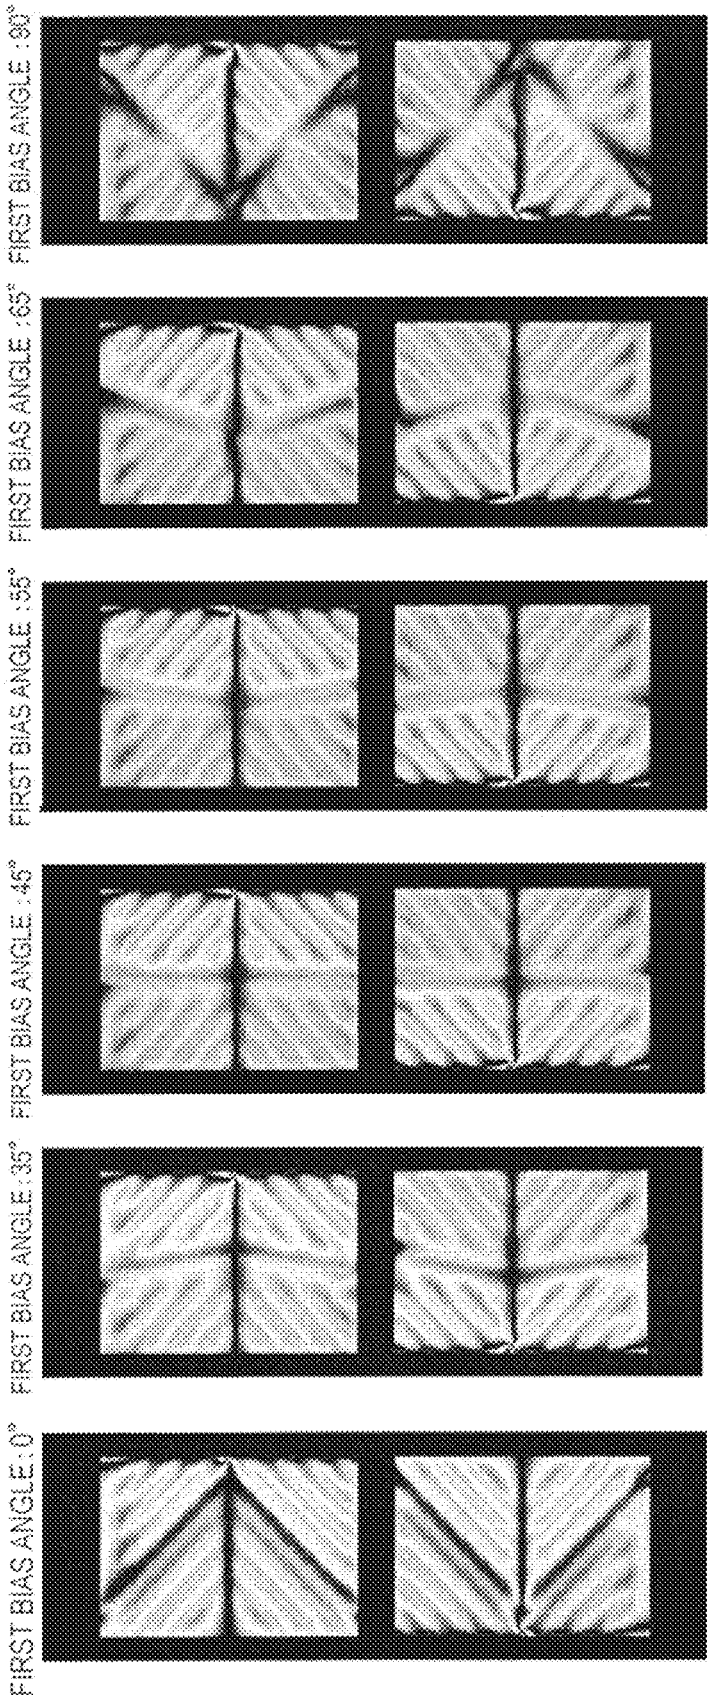 FIRST BIAS ANGLE : 90°
FIRST BIAS ANGLE : 65°
FIRST BIAS ANGLE : 55°
FIRST BIAS ANGLE : 45°
FIRST BIAS ANGLE : 35°
FIRST BIAS ANGLE : 0°